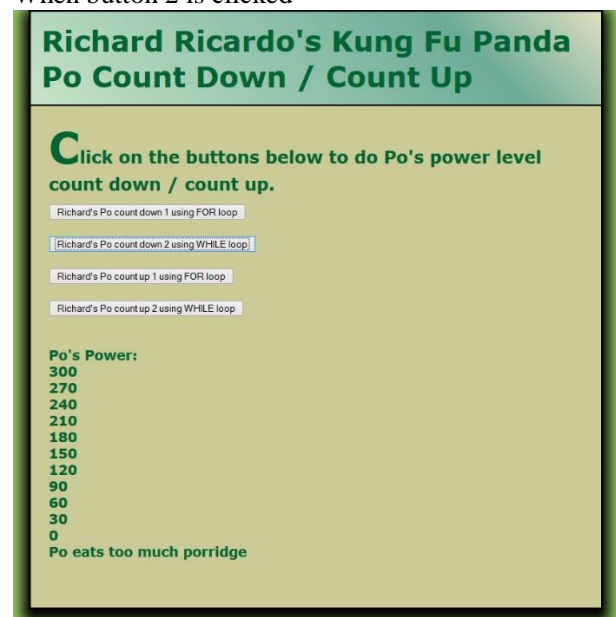 When button 2 is clicked
Richard Ricardo's Kung Fu Panda
Po Count Down / Count Up
Click on the buttons below to do Po's power level
count down / count up.
Richard's Po count down 1 using FOR loop
Richard's Po count down 2 using WHILE loop
Richard's Po count up 1 using FOR loop
Richard's Po count up 2 using WHILE loop
Po's Power:
300
270
240
210
180
150
120
90
60
30
0
Po eats too much porridge